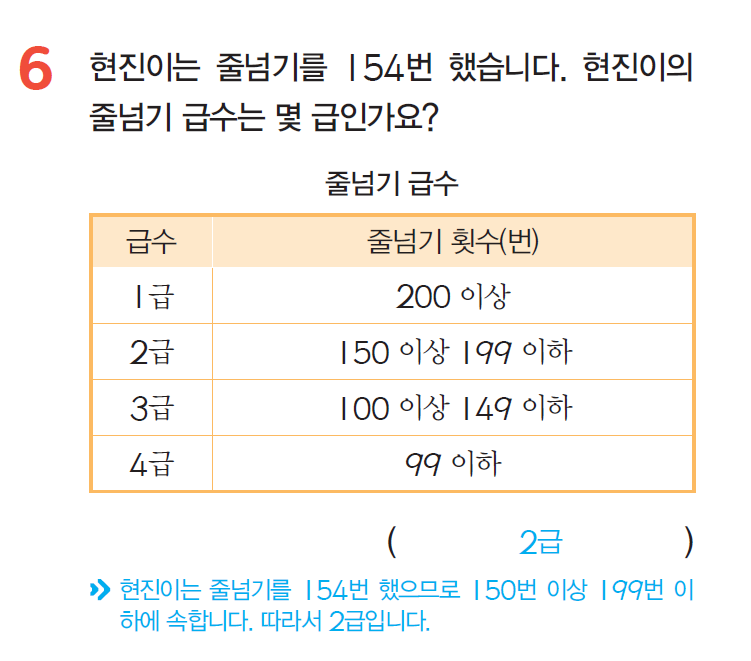 6 현진이는 줄넘기를 154번 했습니다. 현진이의
줄넘기 급수는 몇 급인가요?
줄넘기 급수
급수 줄넘기 횟수(번)
1급 200 이상
2급 150 이상 199 이하
3급 100 이상 149 이하
4급 99 이하
( 2급 )
현진이는 줄넘기를 154번 했으므로 150번 이상 199번 이
하에 속합니다. 따라서 2급입니다.